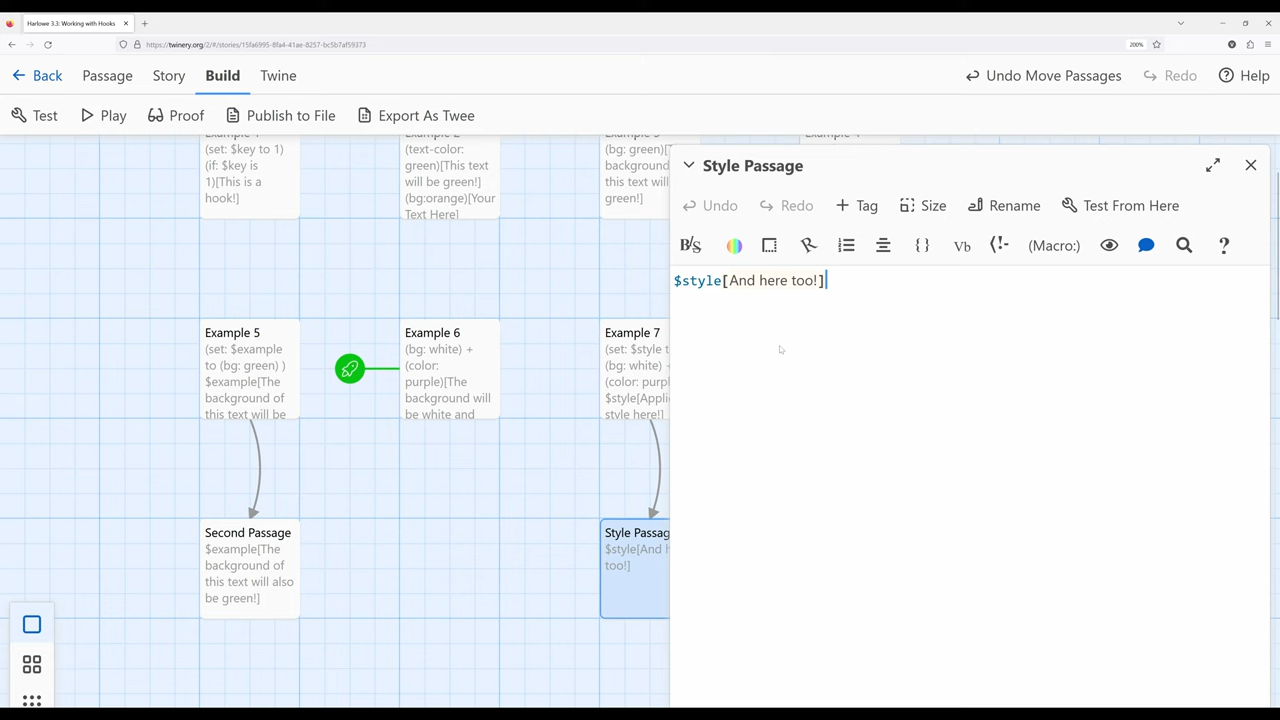 Harlowe 3.3: Working with Hooks
https://twinery.org/2/#/stories/15fa6995-8fa4-41ae-8257-bc5b7af59373
200%
Back
Passage
Story
Build
Twine
Undo Move Passages
Redo
Help
Test
Play
Proof
Publish to File
Export As Twee
(set: $key to 1)
(if: $key is
1)[This is a
hook!]
(text-color:
green)[This text
will be green!]
(bg:orange)[Your
Text Here]
(bg: green)[T
background
this text will
green!]
Style Passage
Undo
Redo
Tag
Size
Rename
Test From Here
(Macro:)
$style[And here too!]
Example 5
(set: $example
to (bg: green) )
$example[The
background of
this text will be
Example 6
(bg: white) +
(color:
purple)[The
background will
be white and
Example 7
(set: $style t
(bg: white) +
(color: purp
$style[Applic
style here!]
Second Passage
$example[The
background of
this text will also
be green!]
Style Passag
$style[And h
too!]